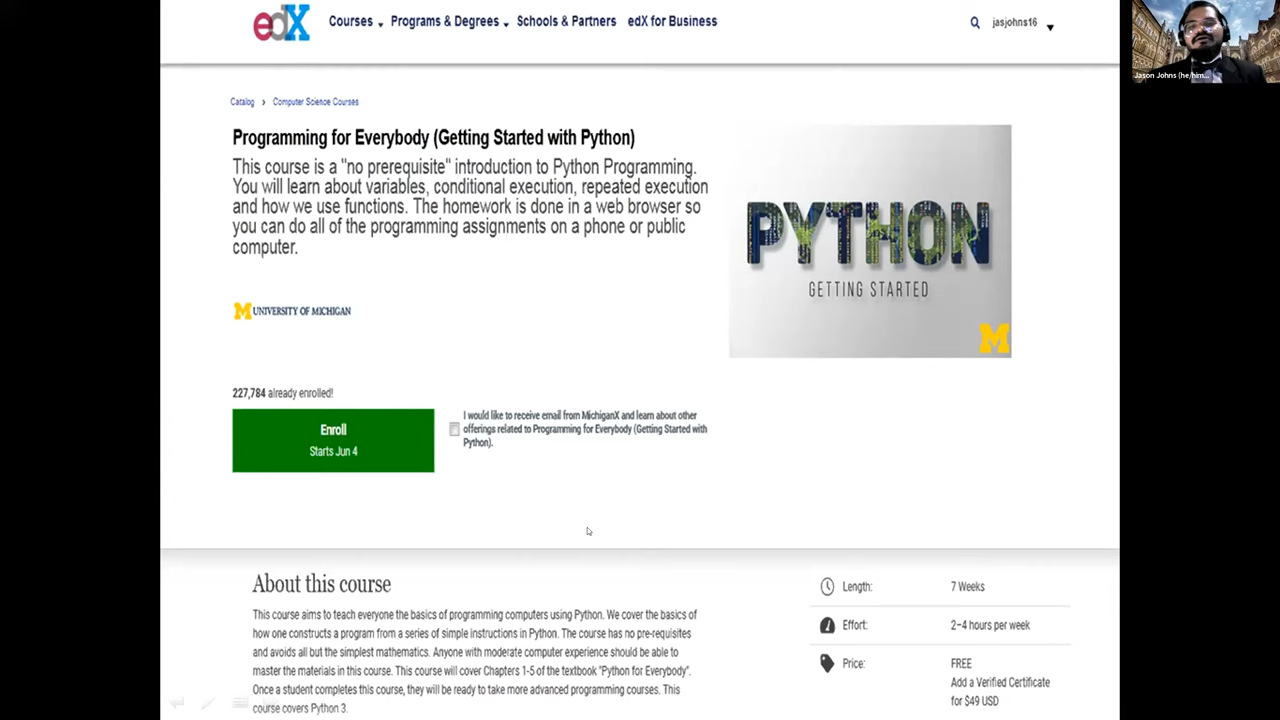 edX
Courses
Programs & Degrees
Schools & Partners
edX for Business
jasjohns16
Jason Johns (he/him...
Catalog › Computer Science Courses
Programming for Everybody (Getting Started with Python)
This course is a "no prerequisite" introduction to Python Programming.
You will learn about variables, conditional execution, repeated execution
and how we use functions. The homework is done in a web browser so
you can do all of the programming assignments on a phone or public
computer.
PYTHON
GETTING STARTED
M
M UNIVERSITY OF MICHIGAN
227,784 already enrolled!
Enroll
Starts Jun 4
I would like to receive email from MichiganX and learn about other
offerings related to Programming for Everybody (Getting Started with
Python).
About this course
This course aims to teach everyone the basics of programming computers using Python. We cover the basics of
how one constructs a program from a series of simple instructions in Python. The course has no pre-requisites
and avoids all but the simplest mathematics. Anyone with moderate computer experience should be able to
master the materials in this course. This course will cover Chapters 1-5 of the textbook "Python for Everybody".
Once a student completes this course, they will be ready to take more advanced programming courses. This
course covers Python 3.
Length: 7 Weeks
Effort: 2–4 hours per week
Price: FREE
Add a Verified Certificate
for $49 USD